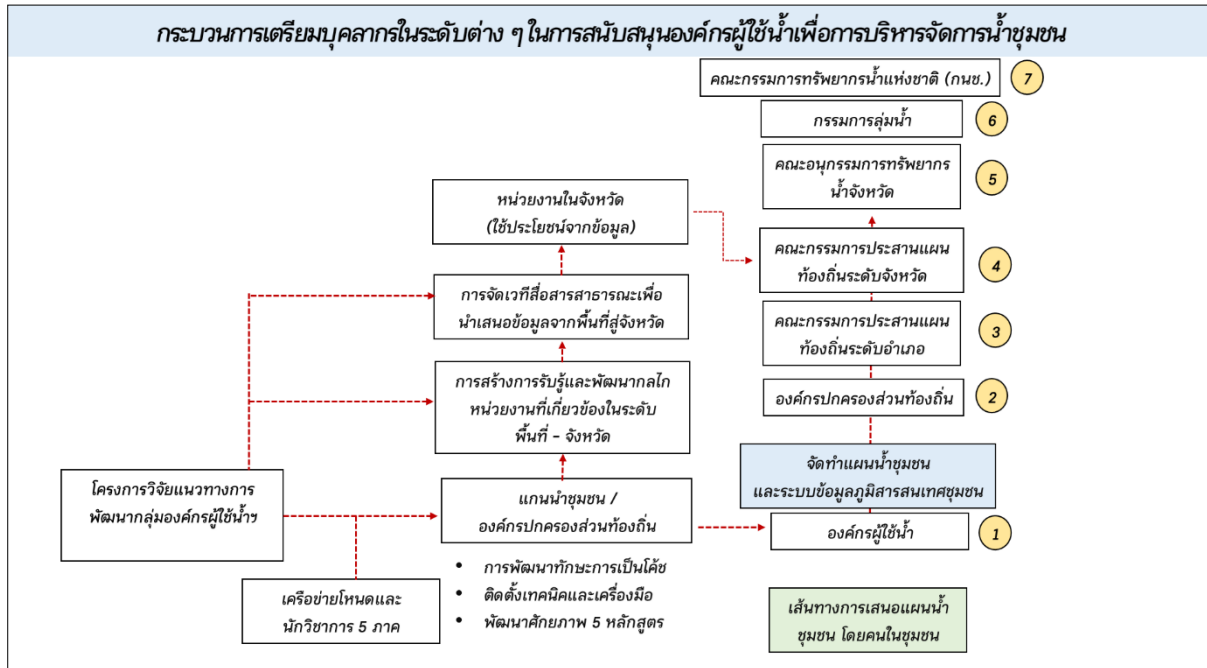 กระบวนการเตรียมบุคลากรในระดับต่าง ๆ ในการสนับสนุนองค์กรผู้ใช้น้ำเพื่อการบริหารจัดการน้ำชุมชน
คณะกรรมการทรัพยากรน้ำแห่งชาติ (กนช.)
7
กรรมการลุ่มน้ำ
6
คณะอนุกรรมการทรัพยากร
น้ำจังหวัด
5
หน่วยงานในจังหวัด
(ใช้ประโยชน์จากข้อมูล)
คณะกรรมการประสานแผน
ท้องถิ่นระดับจังหวัด
4
การจัดเวทีสื่อสารสาธารณะเพื่อ
นำเสนอข้อมูลจากพื้นที่สู่จังหวัด
คณะกรรมการประสานแผน
ท้องถิ่นระดับอำเภอ
3
การสร้างการรับรู้และพัฒนากลไก
หน่วยงานที่เกี่ยวข้องในระดับ
พื้นที่ - จังหวัด
องค์กรปกครองส่วนท้องถิ่น
2
จัดทำแผนน้ำชุมชน
และระบบข้อมูลภูมิสารสนเทศชุมชน
โครงการวิจัยแนวทางการ
พัฒนากลุ่มองค์กรผู้ใช้น้ำฯ
แกนนำชุมชน /
องค์กรปกครองส่วนท้องถิ่น
องค์กรผู้ใช้น้ำ
1
• การพัฒนาทักษะการเป็นโค้ช
• ติดตั้งเทคนิคและเครื่องมือ
• พัฒนาศักยภาพ 5 หลักสูตร
เครือข่ายโหนดและ
นักวิชาการ 5 ภาค
เส้นทางการเสนอแผนน้ำ
ชุมชน โดยคนในชุมชน